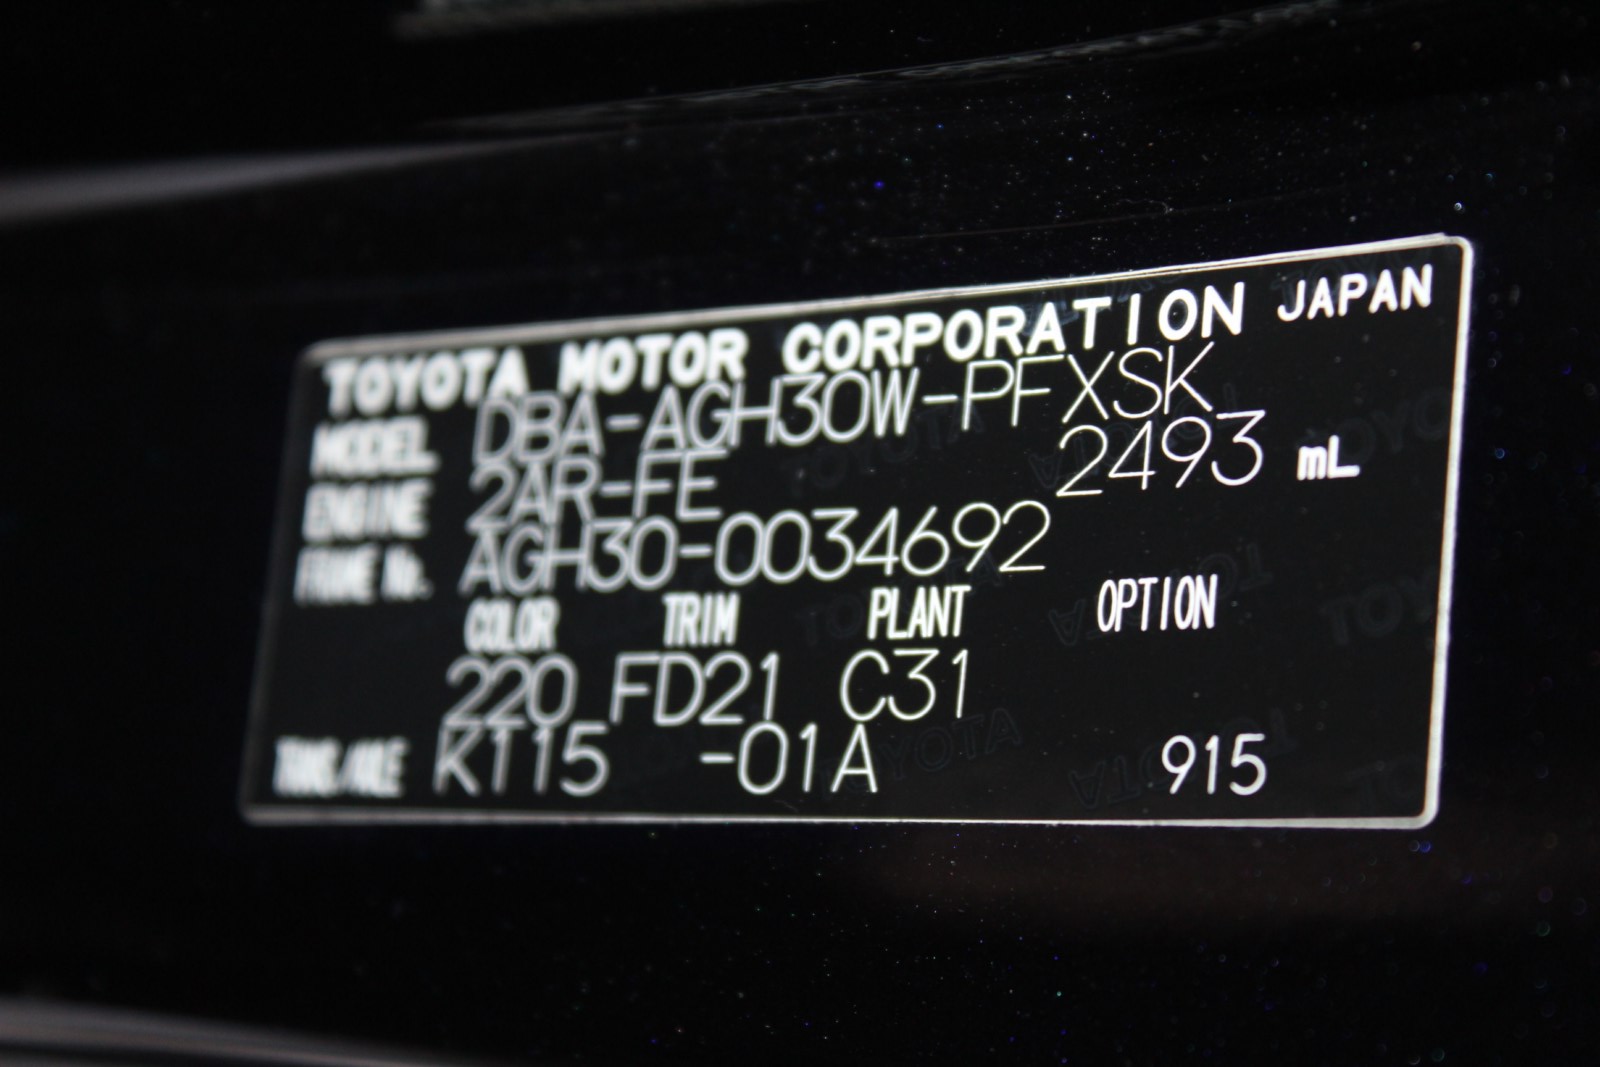 TOYOTA MOTOR CORPORATION JAPAN
MODEL DBA-AGH30W-PFXSK
ENGINE 2AR-FE 2493 mL
FRAME No. AGH30-0034692
COLOR TRIM PLANT OPTION
220 FD21 C31
TRANS/AXLE K115 -01A 915